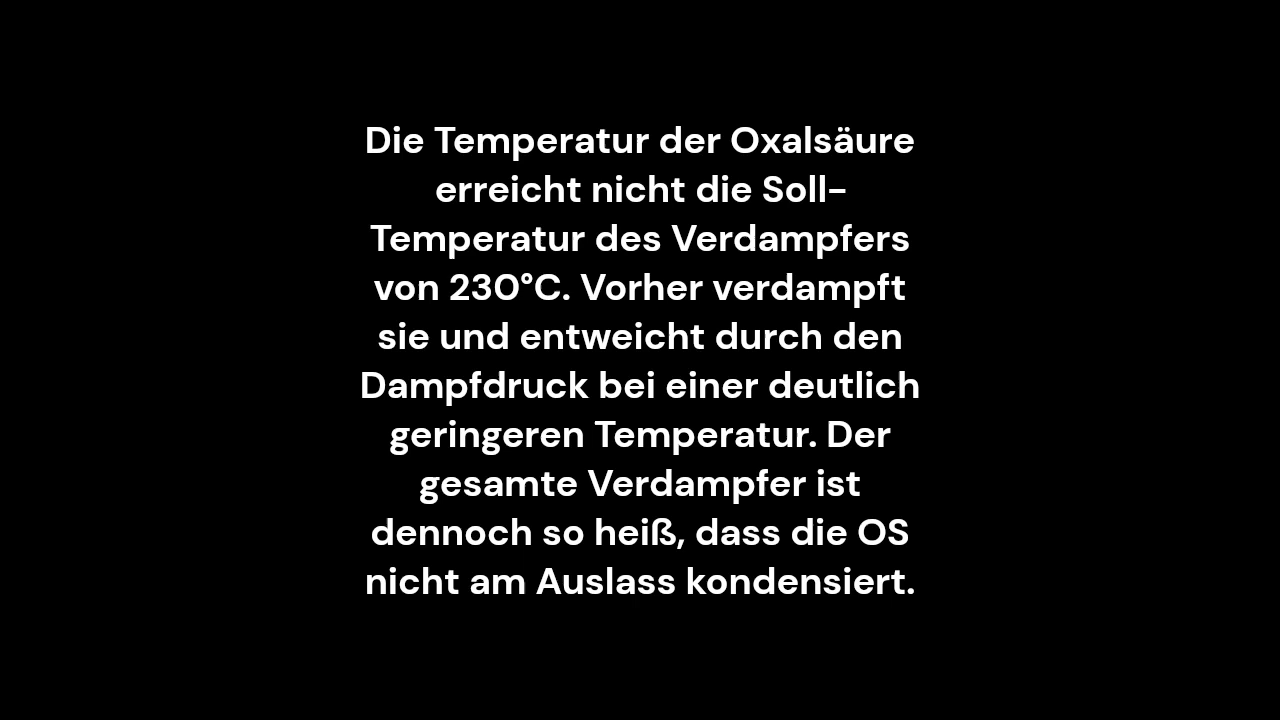 Die Temperatur der Oxalsäure
erreicht nicht die Soll-
Temperatur des Verdampfers
von 230°C. Vorher verdampft
sie und entweicht durch den
Dampfdruck bei einer deutlich
geringeren Temperatur. Der
gesamte Verdampfer ist
dennoch so heiß, dass die OS
nicht am Auslass kondensiert.